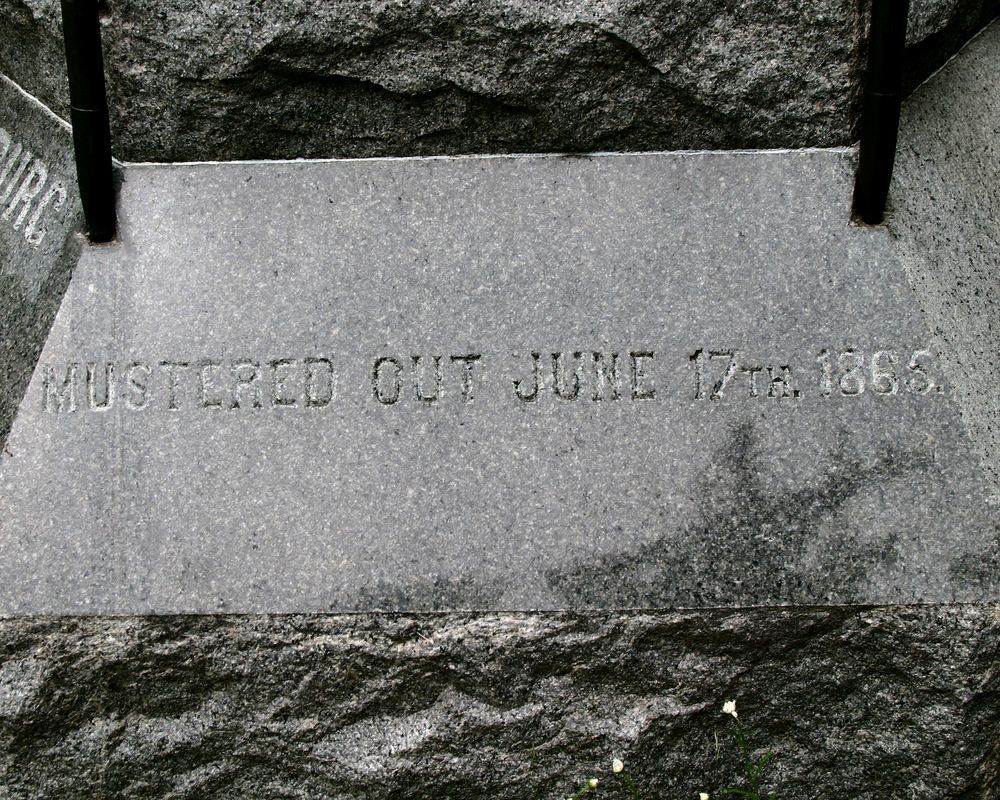 MUSTERED OUT JUNE 17TH. 1865.